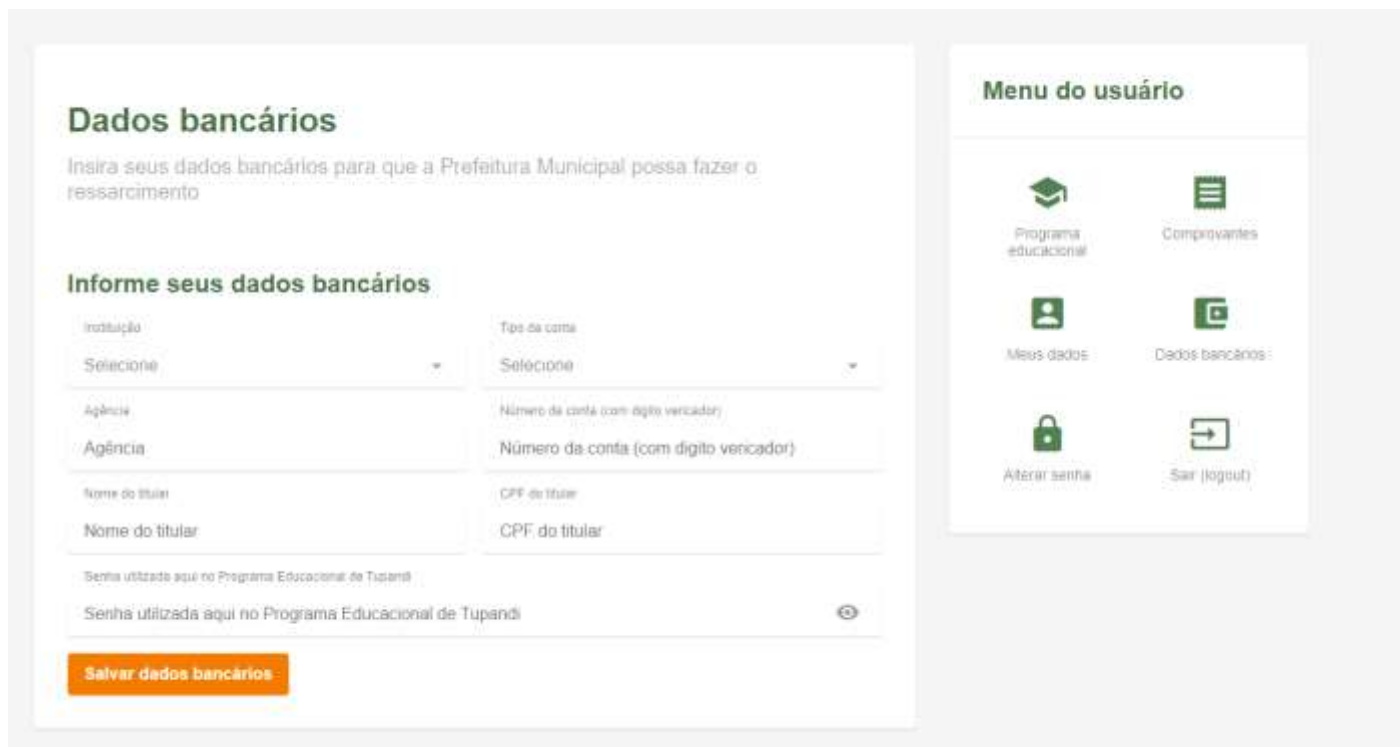 Dados bancários
Insira seus dados bancários para que a Prefeitura Municipal possa fazer o
ressarcimento
Informe seus dados bancários
Instituição
Tipo da conta
Selecione
Selecione
Agência
Número da conta (com digito vericador)
Agência
Número da conta (com digito vericador)
Nome do titular
CPF do titular
Nome do titular
CPF do titular
Senha utilizada aqui no Programa Educacional de Tupandi
Senha utilizada aqui no Programa Educacional de Tupandi
Salvar dados bancários
Menu do usuário
Programa
educacional
Comprovantes
Meus dados
Dados bancários
Alterar senha
Sair (logout)